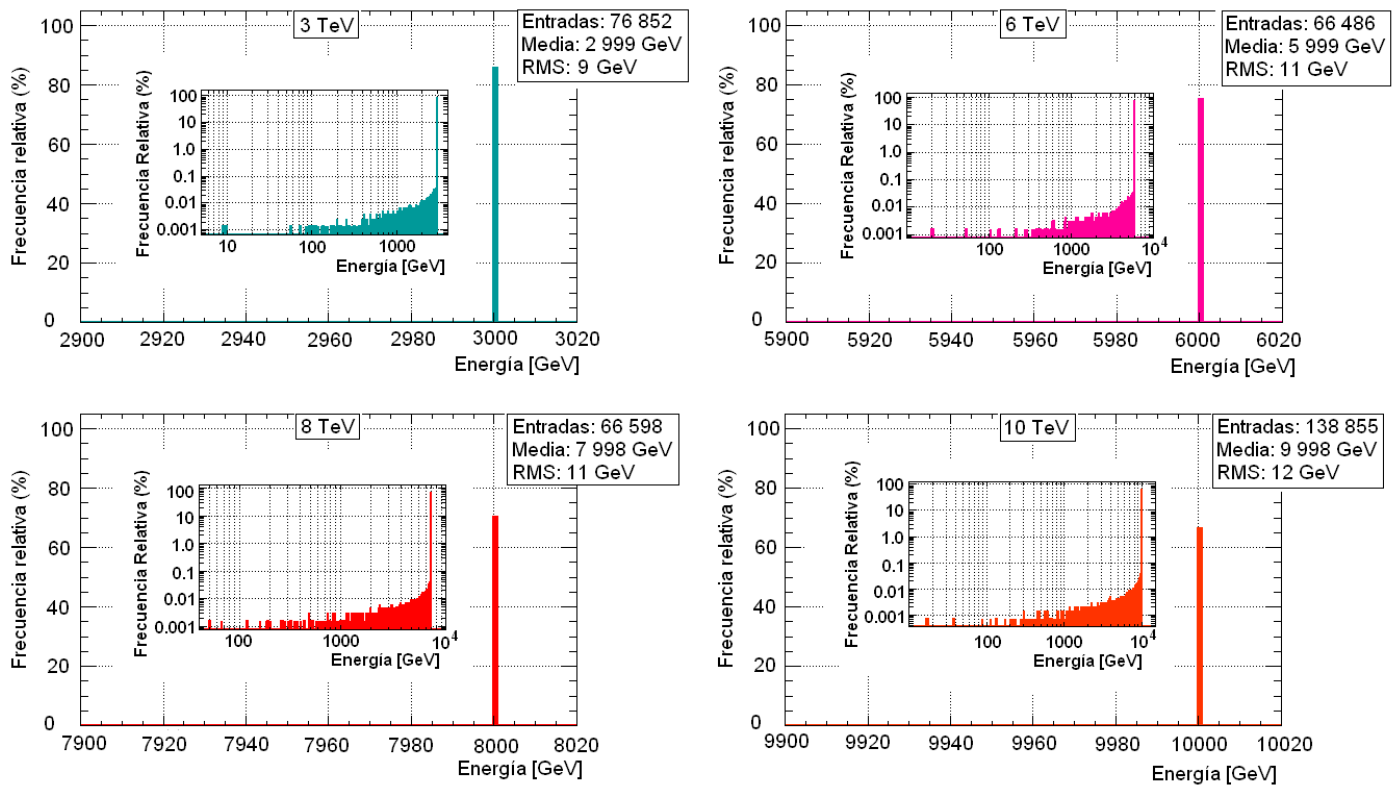 3 TeV
Entradas: 76 852
Media: 2 999 GeV
RMS: 9 GeV
Frecuencia relativa (%)
100
80
60
40
20
0
2900 2920 2940 2960 2980 3000 3020
Energía [GeV]
Frecuencia Relativa (%)
100
10
1.0
0.1
0.01
0.001
10 100 1000
Energía [GeV]
6 TeV
Entradas: 66 486
Media: 5 999 GeV
RMS: 11 GeV
Frecuencia relativa (%)
100
80
60
40
20
0
5900 5920 5940 5960 5980 6000 6020
Energía [GeV]
Frecuencia Relativa (%)
100
10
1.0
0.1
0.01
0.001
100 1000 10⁴
Energía [GeV]
8 TeV
Entradas: 66 598
Media: 7 998 GeV
RMS: 11 GeV
Frecuencia relativa (%)
100
80
60
40
20
0
7900 7920 7940 7960 7980 8000 8020
Energía [GeV]
Frecuencia Relativa (%)
100
10
1.0
0.1
0.01
0.001
100 1000 10⁴
Energía [GeV]
10 TeV
Entradas: 138 855
Media: 9 998 GeV
RMS: 12 GeV
Frecuencia relativa (%)
100
80
60
40
20
0
9900 9920 9940 9960 9980 10000 10020
Energía [GeV]
Frecuencia Relativa (%)
100
10
1.0
0.1
0.01
0.001
100 1000 10⁴
Energía [GeV]